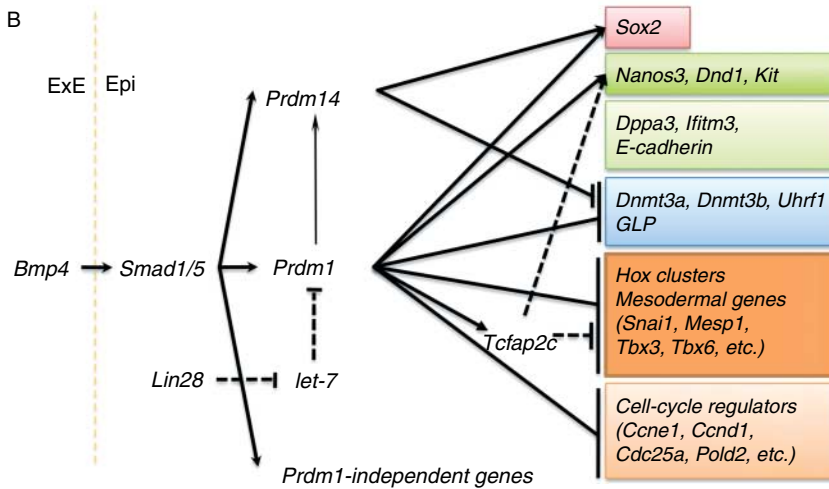 B
ExE Epi
Bmp4
Smad1/5
Prdm14
Prdm1
Lin28
let-7
Prdm1-independent genes
Tcfap2c
Sox2
Nanos3, Dnd1, Kit
Dppa3, Ifitm3,
E-cadherin
Dnmt3a, Dnmt3b, Uhrf1
GLP
Hox clusters
Mesodermal genes
(Snai1, Mesp1,
Tbx3, Tbx6, etc.)
Cell-cycle regulators
(Ccne1, Ccnd1,
Cdc25a, Pold2, etc.)